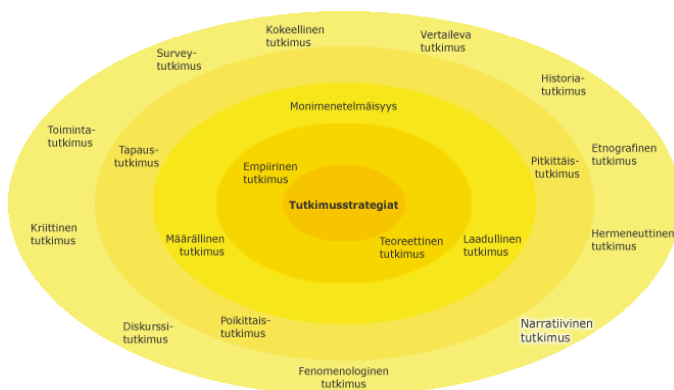 Kokeellinen
tutkimus
Vertaileva
tutkimus
Survey-
tutkimus
Historia-
tutkimus
Monimenetelmäisyys
Toiminta-
tutkimus
Tapaus-
tutkimus
Empiirinen
tutkimus
Pitkittäis-
tutkimus
Etnografinen
tutkimus
Tutkimusstrategiat
Kriittinen
tutkimus
Määrällinen
tutkimus
Teoreettinen
tutkimus
Laadullinen
tutkimus
Hermeneuttinen
tutkimus
Diskurssi-
tutkimus
Poikittais-
tutkimus
Narratiivinen
tutkimus
Fenomenologinen
tutkimus